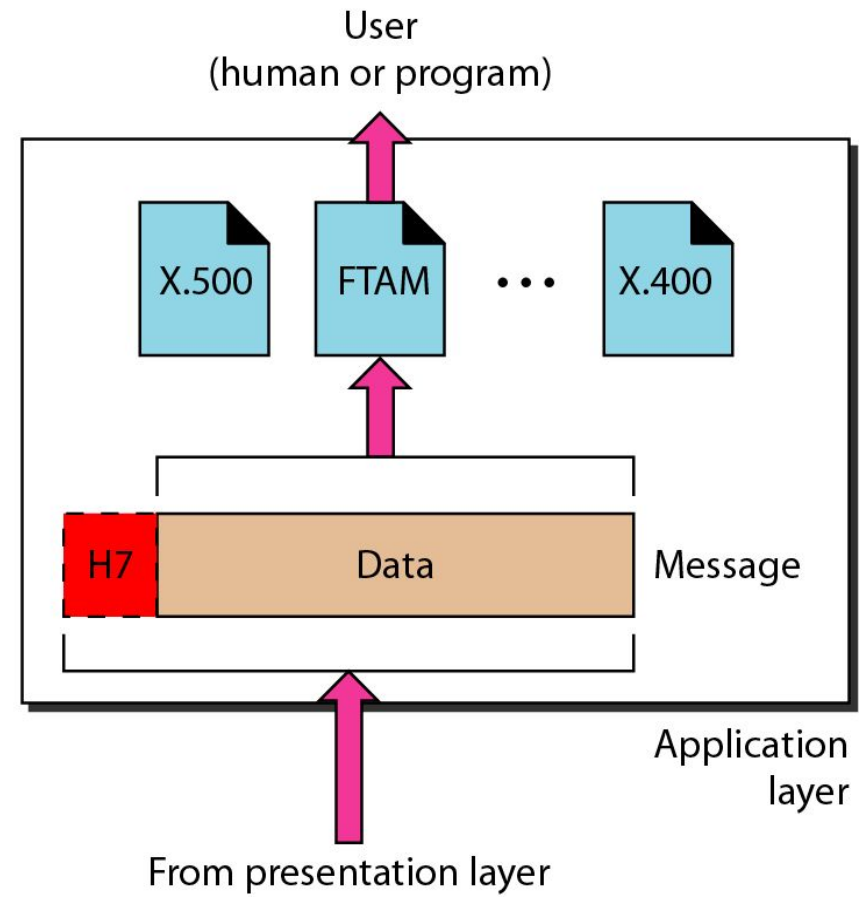 User
(human or program)
X.500 FTAM ... X.400
H7 Data Message
Application
layer
From presentation layer